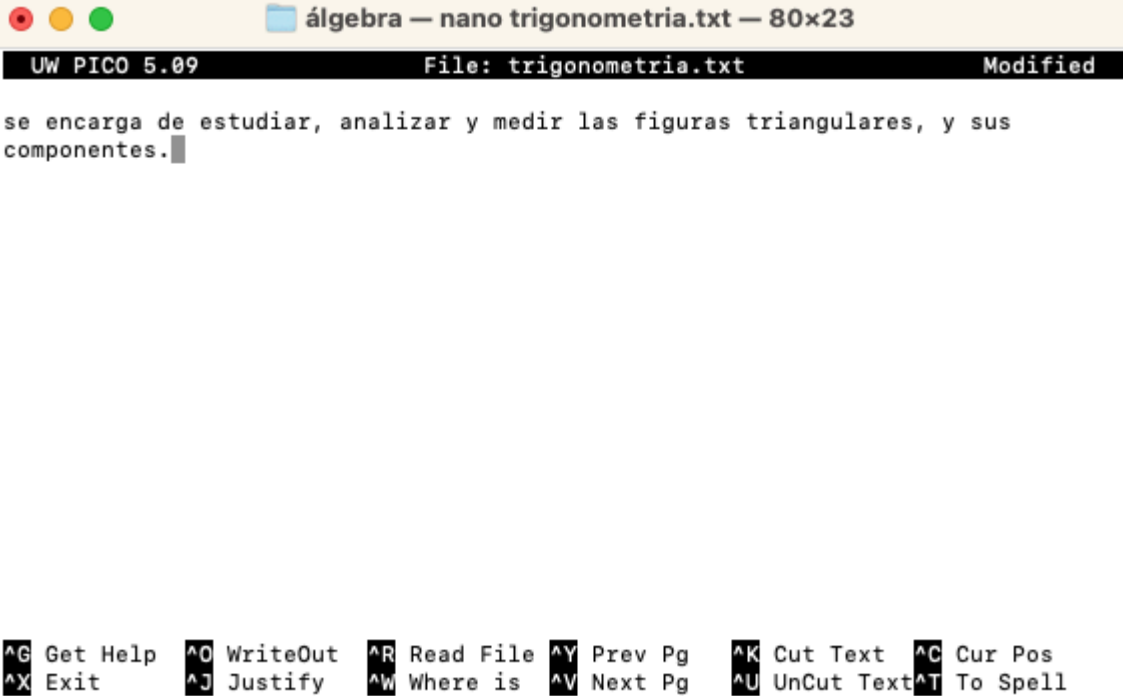 álgebra — nano trigonometria.txt — 80×23
UW PICO 5.09 File: trigonometria.txt Modified
se encarga de estudiar, analizar y medir las figuras triangulares, y sus
componentes.
^G Get Help ^O WriteOut ^R Read File ^Y Prev Pg ^K Cut Text ^C Cur Pos
^X Exit ^J Justify ^W Where is ^V Next Pg ^U UnCut Text^T To Spell